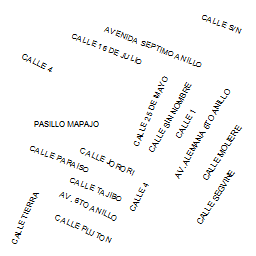 CALLE S/N
AVENIDA SEPTIMO ANILLO
CALLE 16 DE JULIO
CALLE 4
CALLE 25 DE MAYO
CALLE SIN NOMBRE
CALLE 1
AV. ALEMANA 6TO ANILLO
PASILLO MAPAJO
CALLE MOLIERE
CALLE JORORI
CALLE PARAISO
CALLE TAJIBO
CALLE 4
CALLE SEGVINE
AV. 6TO ANILLO
CALLE TIERRA
CALLE PLUTON